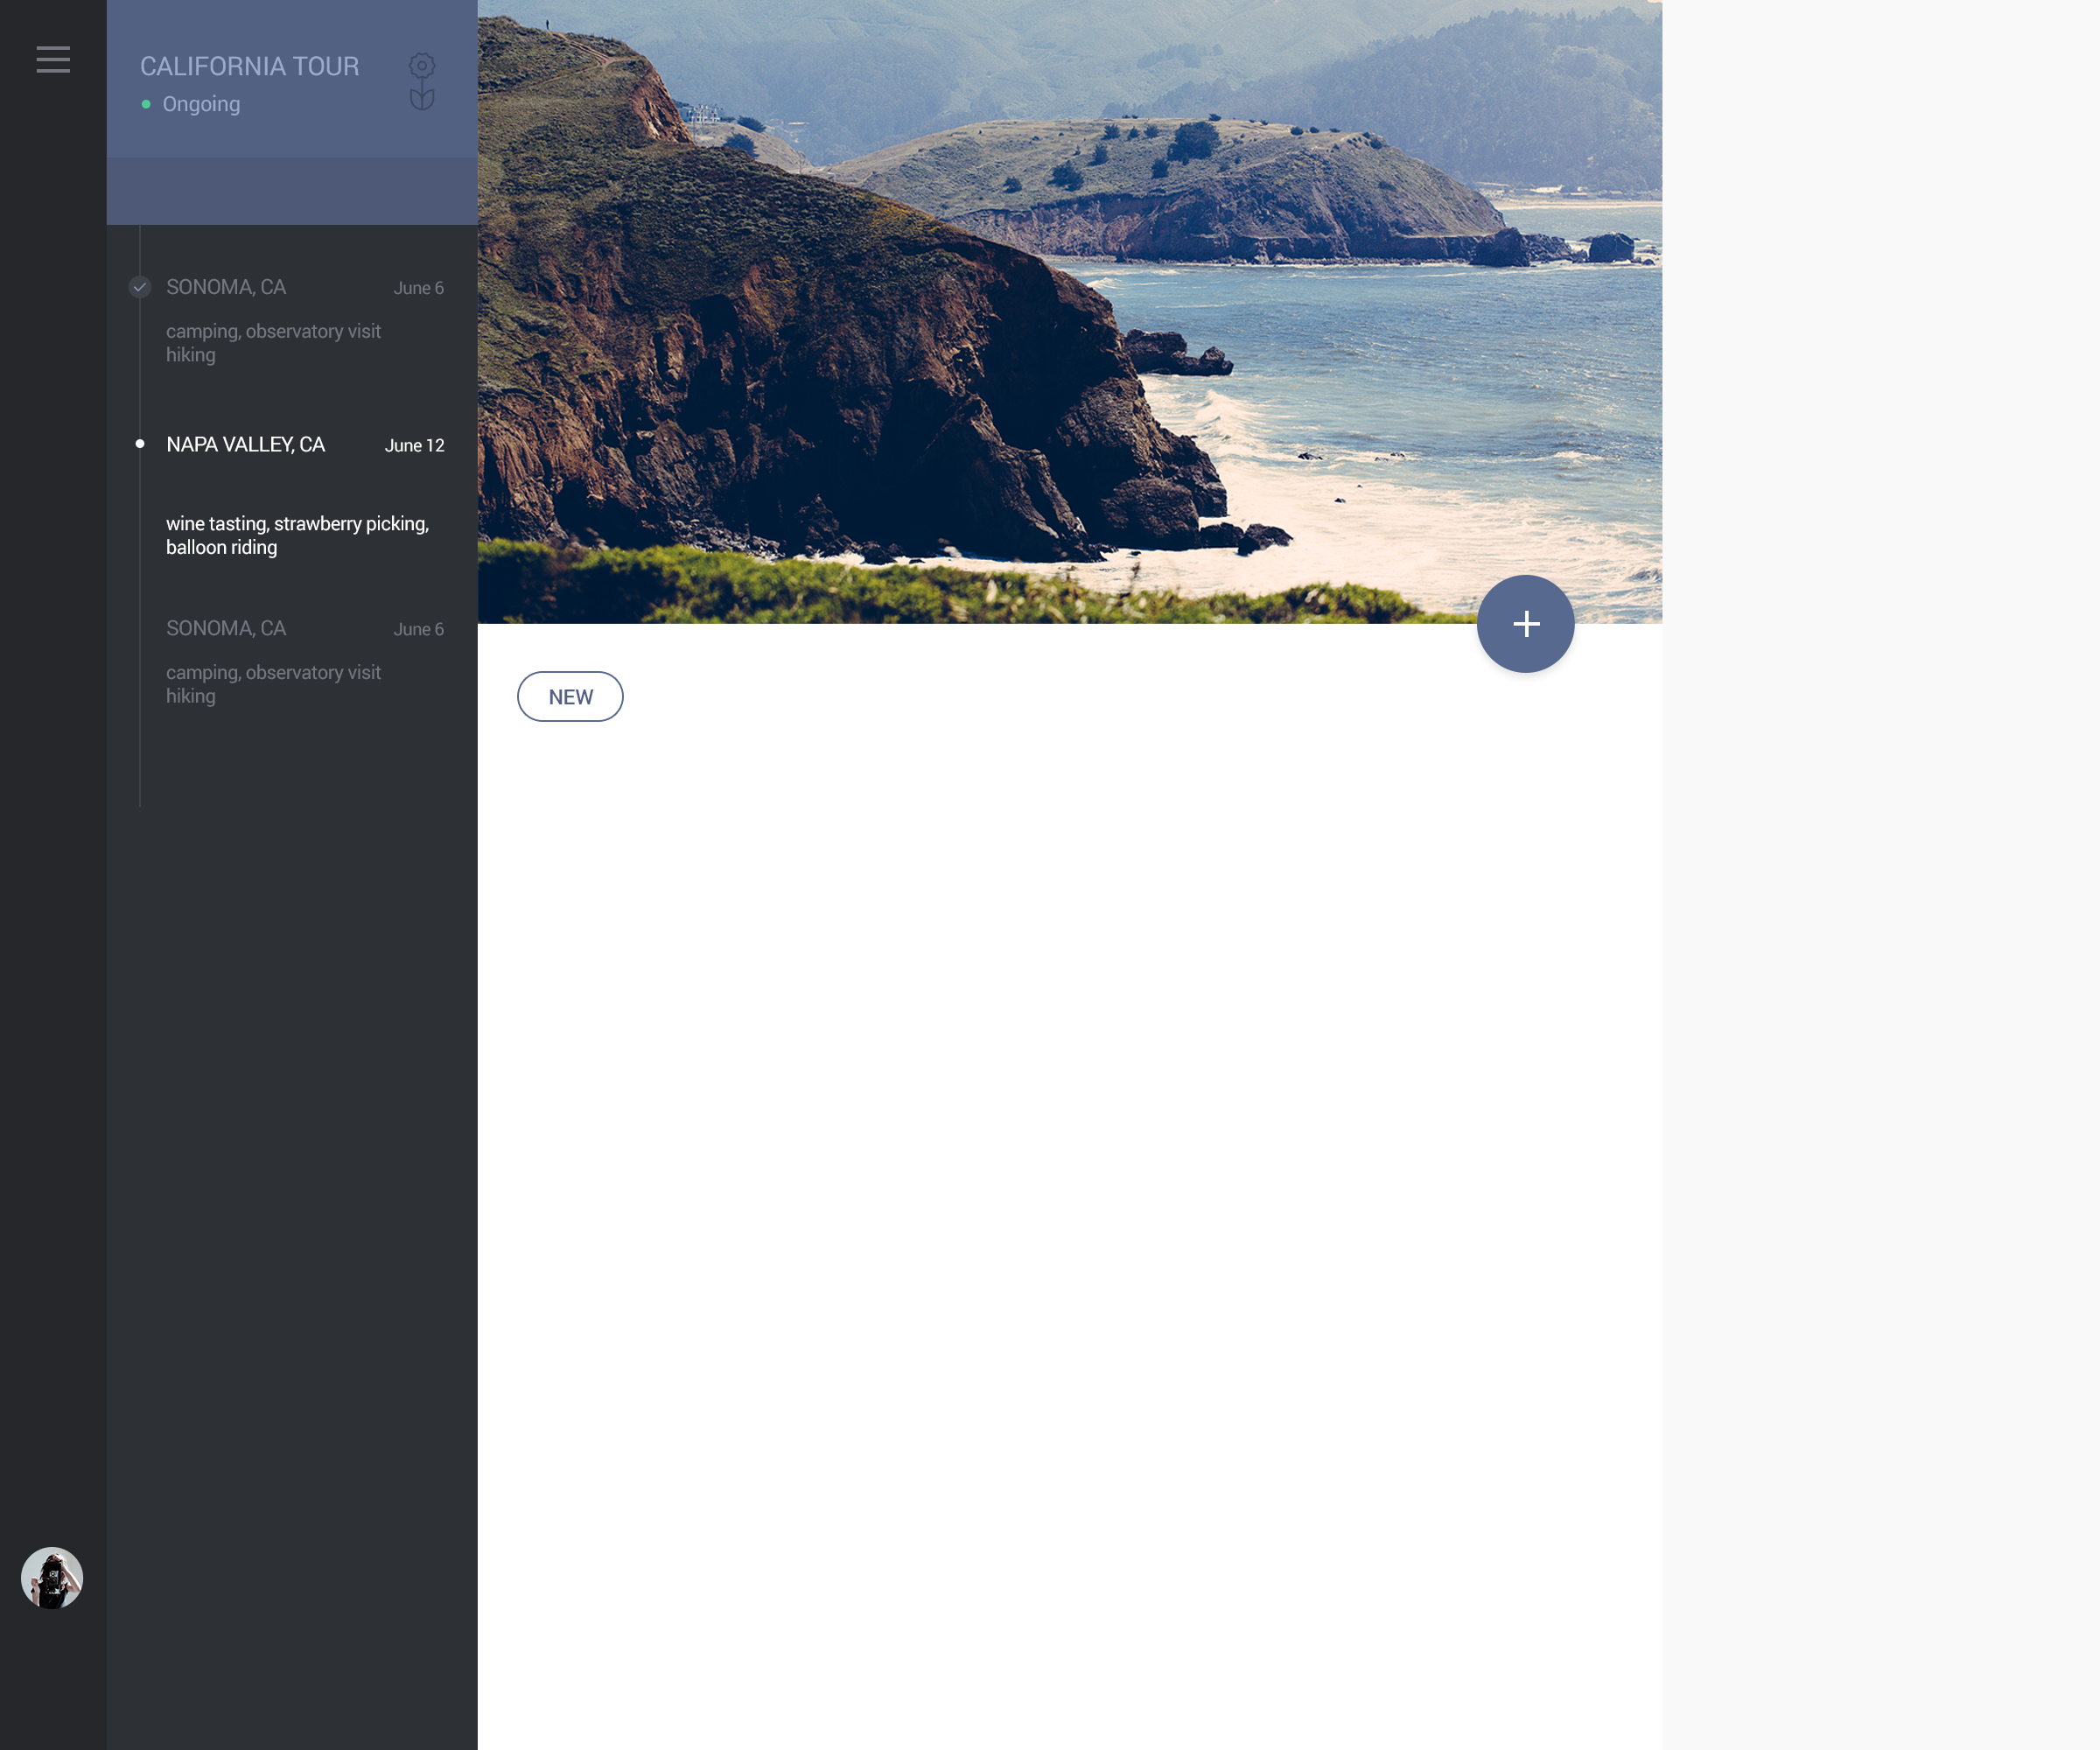 CALIFORNIA TOUR
Ongoing
SONOMA, CA June 6
camping, observatory visit
hiking
NAPA VALLEY, CA June 12
wine tasting, strawberry picking,
balloon riding
SONOMA, CA June 6
camping, observatory visit
hiking
NEW